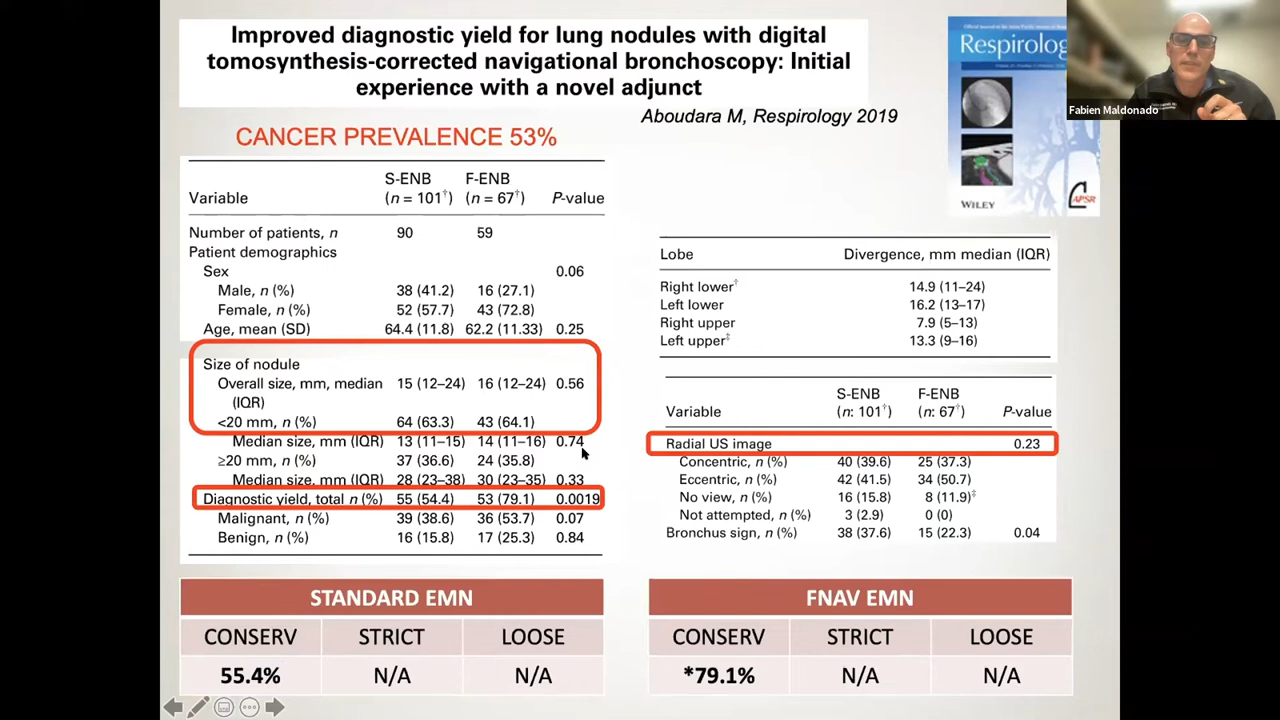 Improved diagnostic yield for lung nodules with digital
tomosynthesis-corrected navigational bronchoscopy: Initial
experience with a novel adjunct
Aboudara M, Respirology 2019
Respirolog
WILEY
APSR
Fabien Maldonado
CANCER PREVALENCE 53%
S-ENB F-ENB
Variable (n = 101†) (n = 67†) P-value
Number of patients, n 90 59
Patient demographics
Sex 0.06
Male, n (%) 38 (41.2) 16 (27.1)
Female, n (%) 52 (57.7) 43 (72.8)
Age, mean (SD) 64.4 (11.8) 62.2 (11.33) 0.25
Size of nodule
Overall size, mm, median 15 (12–24) 16 (12–24) 0.56
(IQR)
<20 mm, n (%) 64 (63.3) 43 (64.1)
Median size, mm (IQR) 13 (11–15) 14 (11–16) 0.74
≥20 mm, n (%) 37 (36.6) 24 (35.8)
Median size, mm (IQR) 28 (23–38) 30 (23–35) 0.33
Diagnostic yield, total n (%) 55 (54.4) 53 (79.1) 0.0019
Malignant, n (%) 39 (38.6) 36 (53.7) 0.07
Benign, n (%) 16 (15.8) 17 (25.3) 0.84
Lobe Divergence, mm median (IQR)
Right lower† 14.9 (11–24)
Left lower 16.2 (13–17)
Right upper 7.9 (5–13)
Left upper‡ 13.3 (9–16)
S-ENB F-ENB
Variable (n: 101†) (n: 67†) P-value
Radial US image 0.23
Concentric, n (%) 40 (39.6) 25 (37.3)
Eccentric, n (%) 42 (41.5) 34 (50.7)
No view, n (%) 16 (15.8) 8 (11.9)‡
Not attempted, n (%) 3 (2.9) 0 (0)
Bronchus sign, n (%) 38 (37.6) 15 (22.3) 0.04
STANDARD EMN
CONSERV STRICT LOOSE
55.4% N/A N/A
FNAV EMN
CONSERV STRICT LOOSE
*79.1% N/A N/A